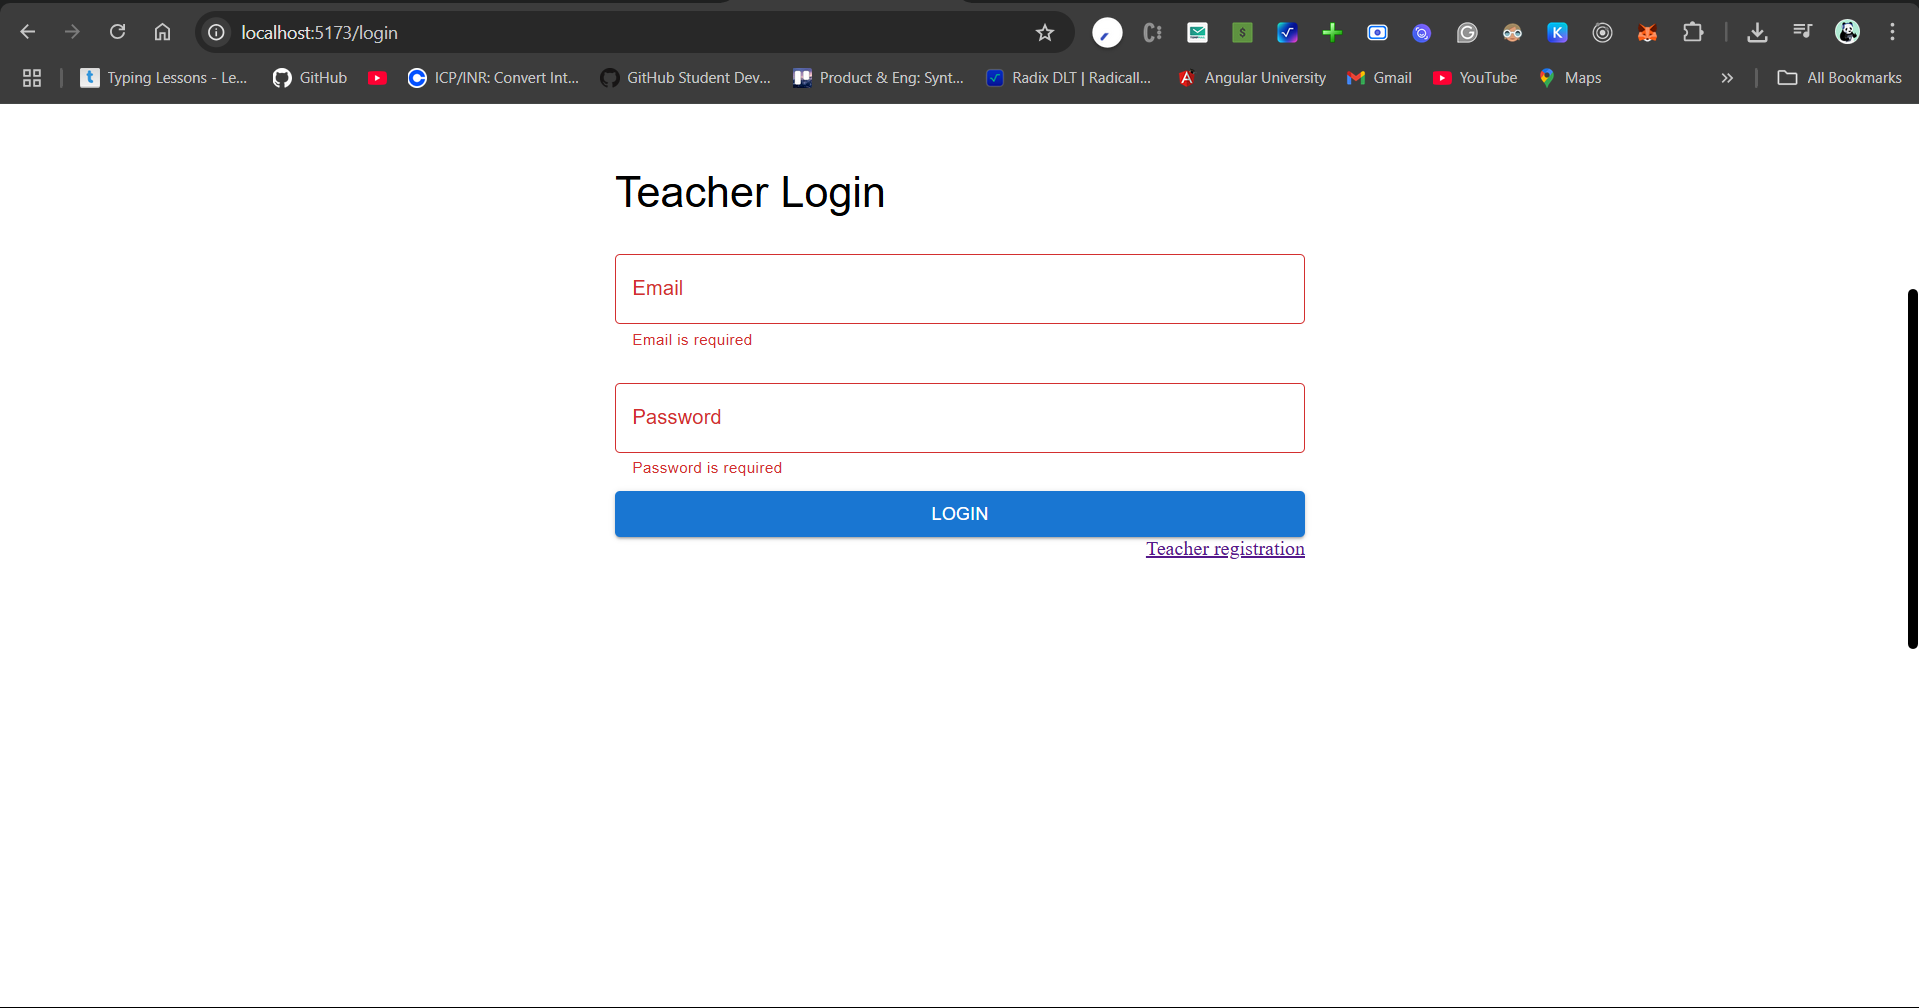 localhost:5173/login
Typing Lessons - Le... GitHub ICP/INR: Convert Int... GitHub Student Dev... Product & Eng: Synt... Radix DLT | Radicall... Angular University Gmail YouTube Maps » All Bookmarks
Teacher Login
Email
Email is required
Password
Password is required
LOGIN
Teacher registration